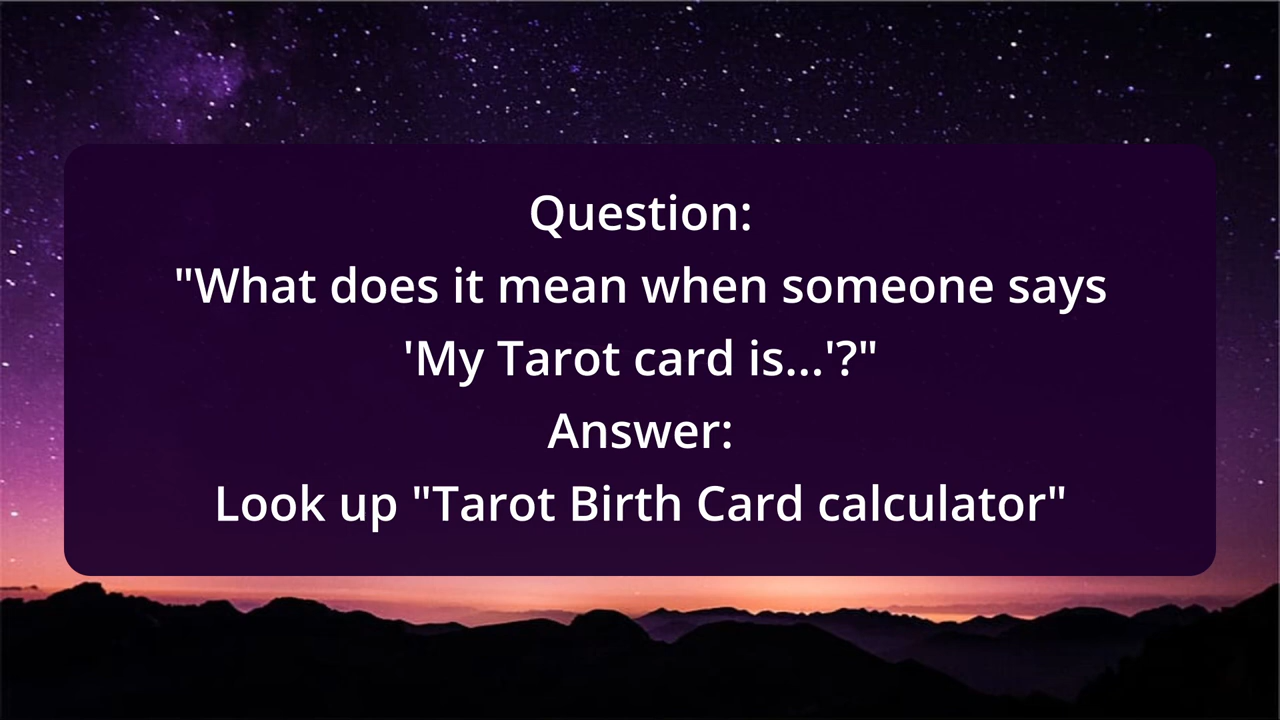 Question:
"What does it mean when someone says
'My Tarot card is...'?"
Answer:
Look up "Tarot Birth Card calculator"